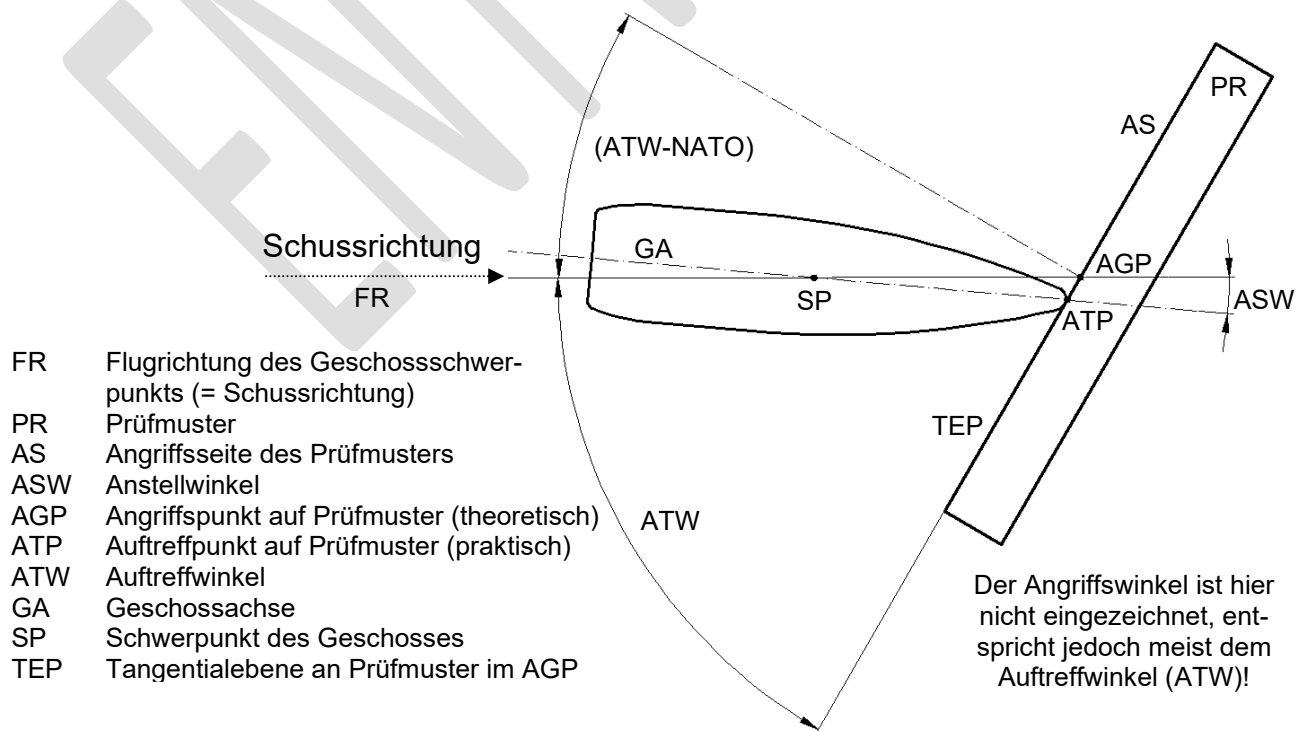 PR
AS
(ATW-NATO)
Schussrichtung
GA
AGP
FR
SP
ASW
ATP
FR Flugrichtung des Geschossschwer-
punkts (= Schussrichtung)
PR Prüfmuster
AS Angriffsseite des Prüfmusters
ASW Anstellwinkel
AGP Angriffspunkt auf Prüfmuster (theoretisch)
ATP Auftreffpunkt auf Prüfmuster (praktisch)
ATW Auftreffwinkel
GA Geschossachse
SP Schwerpunkt des Geschosses
TEP Tangentialebene an Prüfmuster im AGP
TEP
ATW
Der Angriffswinkel ist hier
nicht eingezeichnet, ent-
spricht jedoch meist dem
Auftreffwinkel (ATW)!